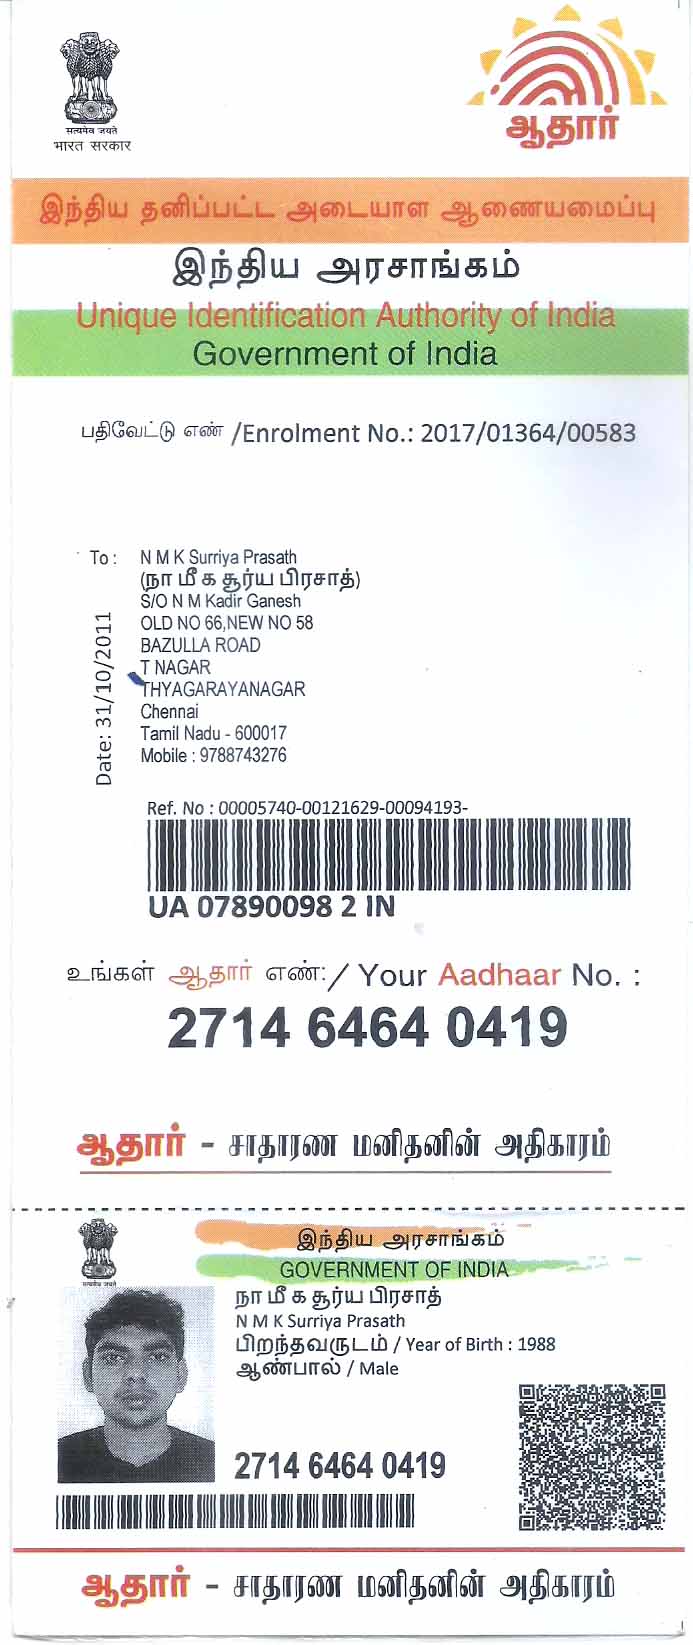 सत्यमेव जयते
भारत सरकार
ஆதார்
இந்திய தனிப்பட்ட அடையாள ஆணையமைப்பு
இந்திய அரசாங்கம்
Unique Identification Authority of India
Government of India
பதிவேட்டு எண் /Enrolment No.: 2017/01364/00583
To : N M K Surriya Prasath
(நா மீ க சூர்ய பிரசாத்)
S/O N M Kadir Ganesh
OLD NO 66,NEW NO 58
BAZULLA ROAD
T NAGAR
THYAGARAYANAGAR
Chennai
Tamil Nadu - 600017
Mobile : 9788743276
Date: 31/10/2011
Ref. No : 00005740-00121629-00094193-
UA 07890098 2 IN
உங்கள் ஆதார் எண்:/ Your Aadhaar No. :
2714 6464 0419
ஆதார் - சாதாரண மனிதனின் அதிகாரம்
सत्यमेव जयते
இந்திய அரசாங்கம்
GOVERNMENT OF INDIA
நா மீ க சூர்ய பிரசாத்
N M K Surriya Prasath
பிறந்தவருடம் / Year of Birth : 1988
ஆண்பால் / Male
2714 6464 0419
ஆதார் - சாதாரண மனிதனின் அதிகாரம்